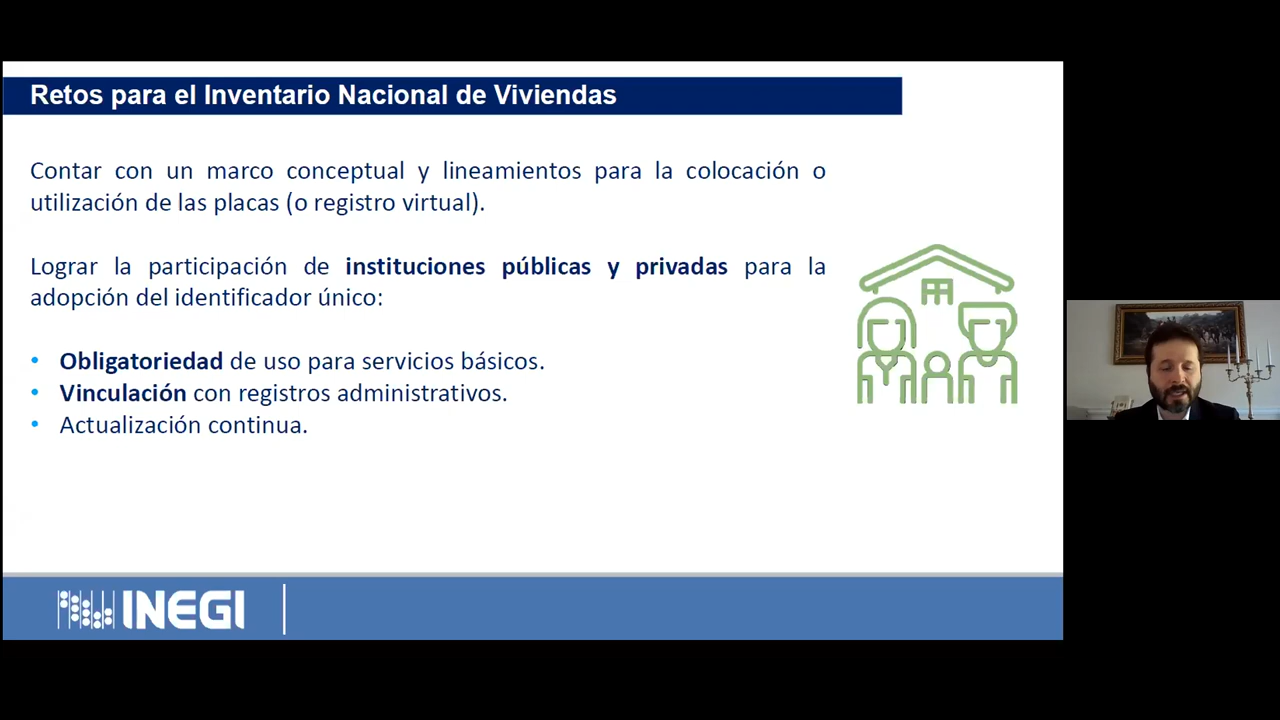 Retos para el Inventario Nacional de Viviendas
Contar con un marco conceptual y lineamientos para la colocación o
utilización de las placas (o registro virtual).
Lograr la participación de instituciones públicas y privadas para la
adopción del identificador único:
• Obligatoriedad de uso para servicios básicos.
• Vinculación con registros administrativos.
• Actualización continua.
INEGI